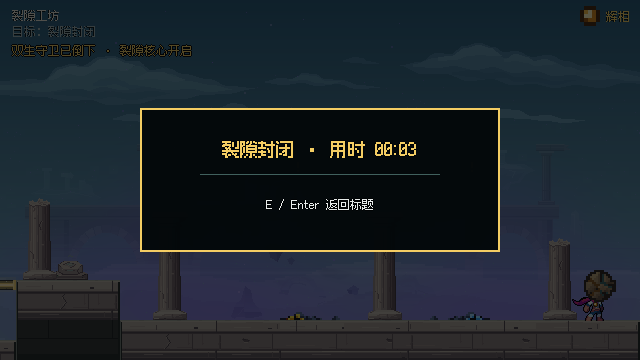 裂隙工坊
辉相
目标: 裂隙封闭
双生守卫已倒下 · 裂隙核心开启
裂隙封闭 · 用时 00:03
E / Enter 返回标题